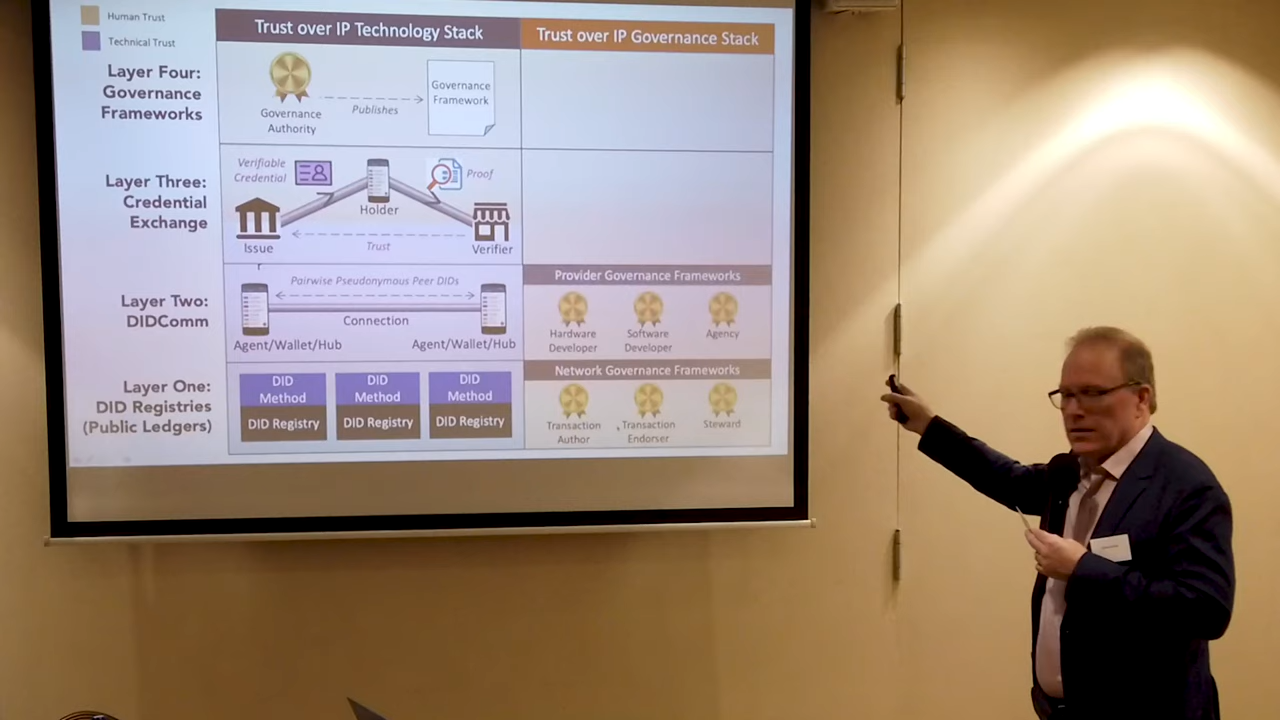 Human Trust
Technical Trust
Trust over IP Technology Stack
Trust over IP Governance Stack
Layer Four:
Governance
Frameworks
Governance
Authority
Publishes
Governance
Framework
Layer Three:
Credential
Exchange
Verifiable
Credential
Holder
Proof
Issue
r
Trust
Verifier
Layer Two:
DIDComm
Pairwise Pseudonymous Peer DIDs
Connection
Agent/Wallet/Hub
Agent/Wallet/Hub
Provider Governance Frameworks
Hardware
Developer
Software
Developer
Agency
Layer One:
DID Registries
(Public Ledgers)
DID
Method
DID Registry
DID
Method
DID Registry
DID
Method
DID Registry
Network Governance Frameworks
Transaction
Author
Transaction
Endorser
Steward